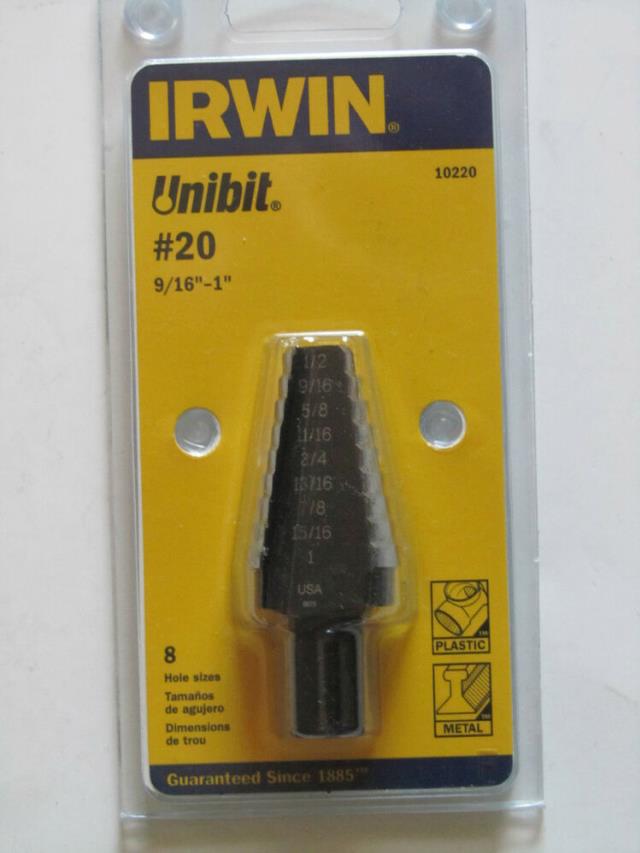 IRWIN®
Unibit®
10220
#20
9/16"-1"
1/2
9/16
5/8
11/16
3/4
13/16
7/8
15/16
1
USA
8
Hole sizes
Tamaños
de agujero
Dimensions
de trou
PLASTIC
METAL
Guaranteed Since 1885™